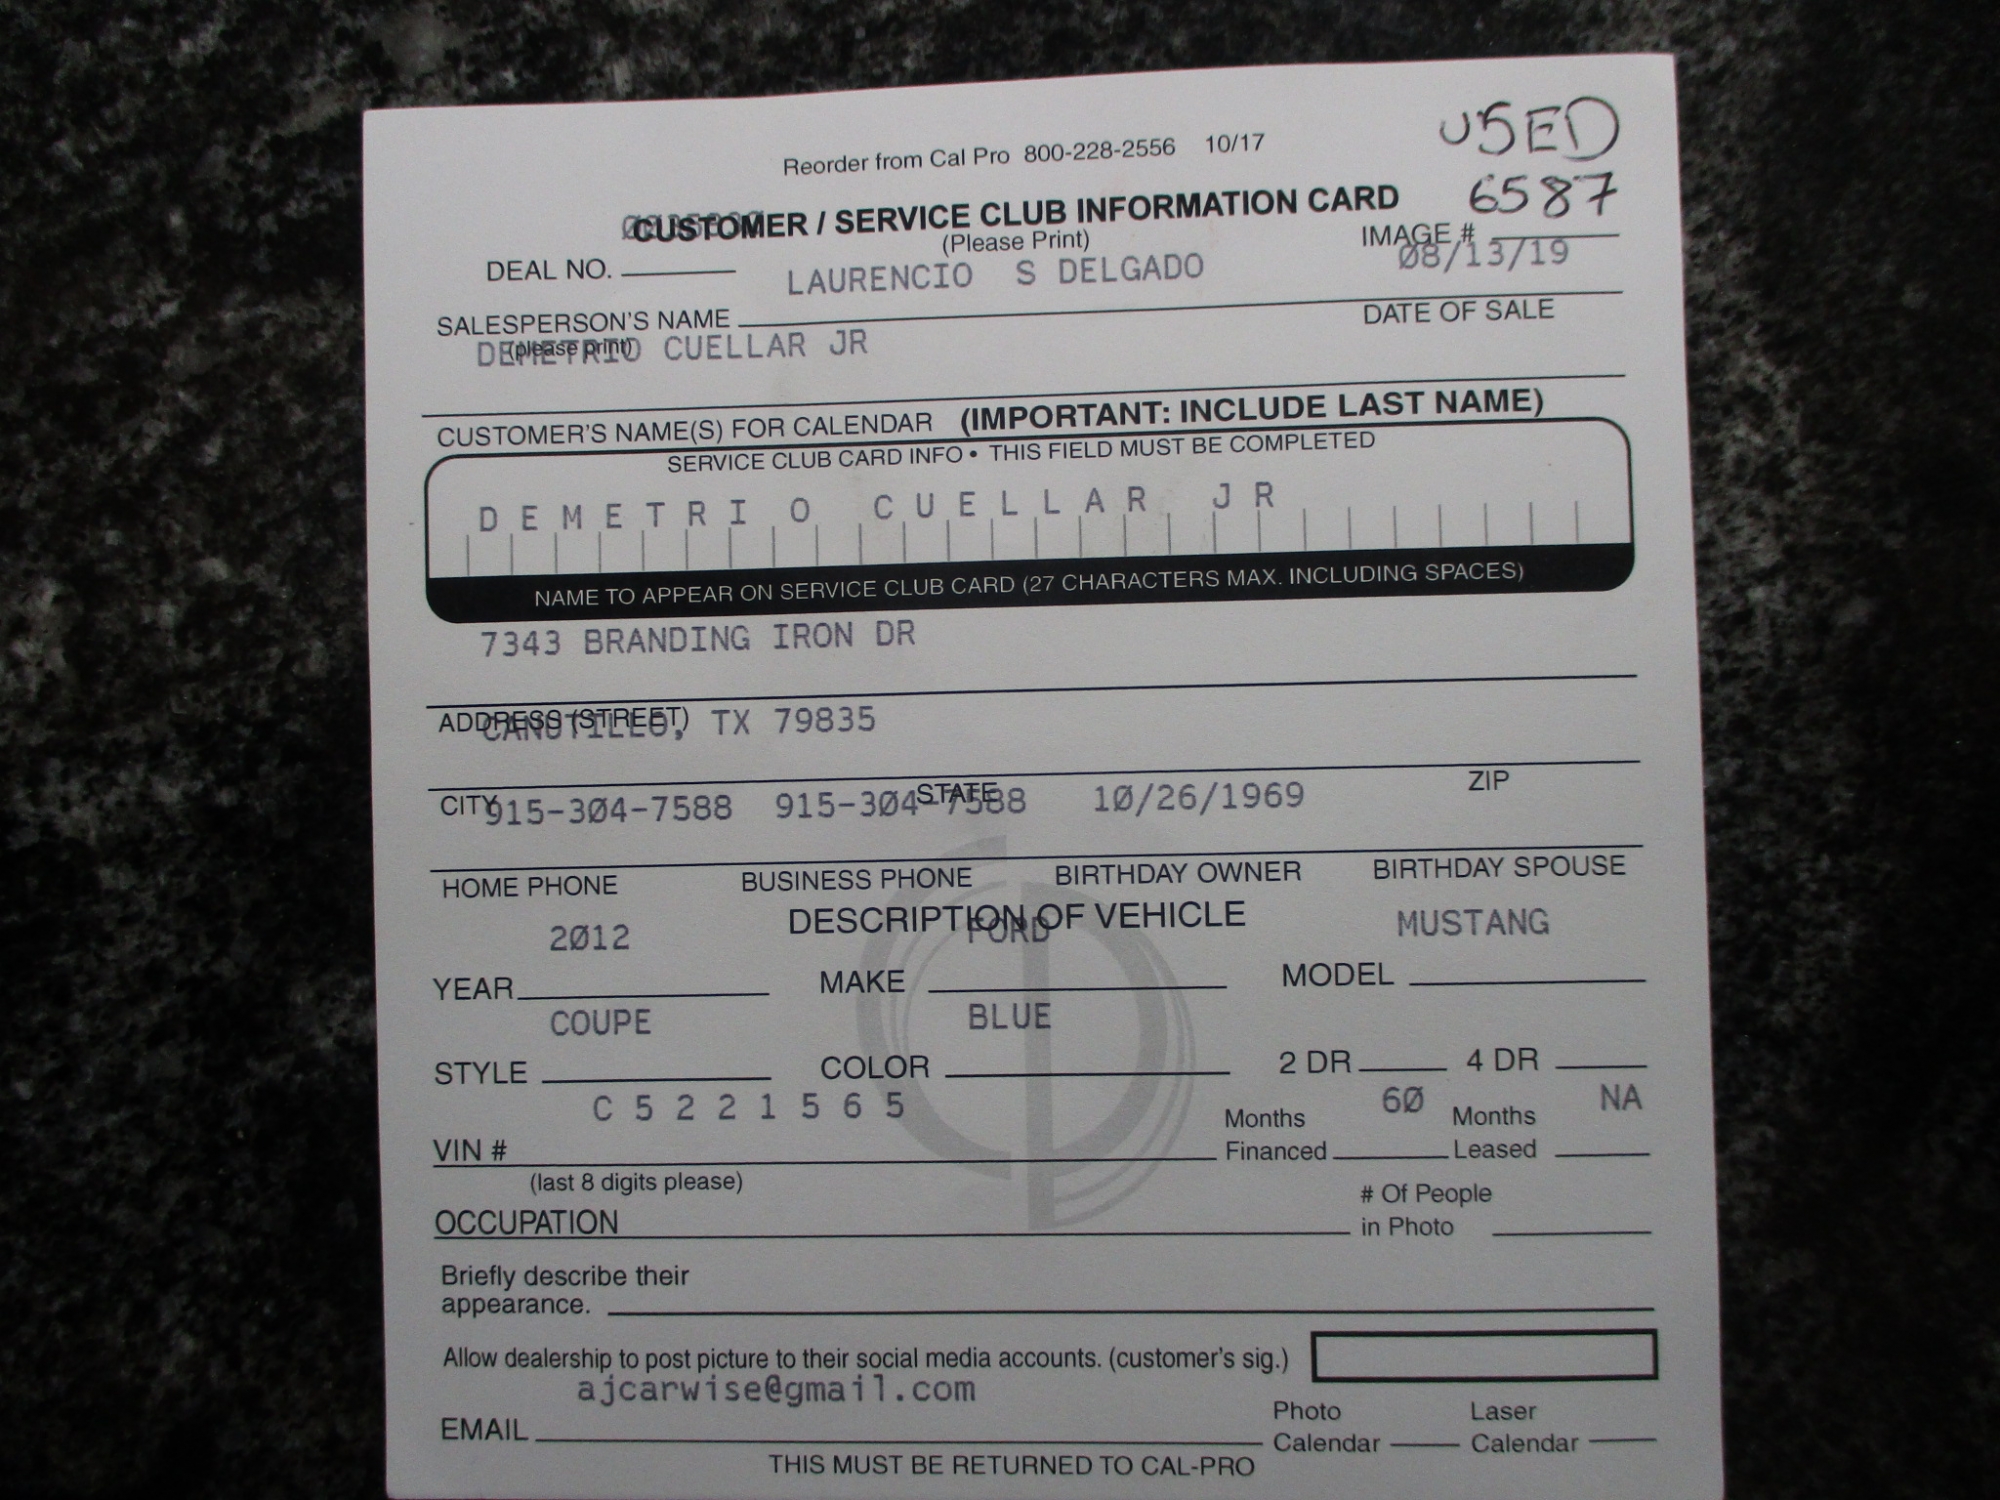 USED
Reorder from Cal Pro 800-228-2556 10/17
6587
CUSTOMER / SERVICE CLUB INFORMATION CARD
(Please Print)
IMAGE #
08/13/19
DEAL NO.
LAURENCIO S DELGADO
SALESPERSON'S NAME
DATE OF SALE
(please print)
DEMETRIO CUELLAR JR
CUSTOMER'S NAME(S) FOR CALENDAR (IMPORTANT: INCLUDE LAST NAME)
SERVICE CLUB CARD INFO • THIS FIELD MUST BE COMPLETED
DEMETRIO CUELLAR JR
NAME TO APPEAR ON SERVICE CLUB CARD (27 CHARACTERS MAX. INCLUDING SPACES)
7343 BRANDING IRON DR
ADDRESS (STREET)
CANUTILLO, TX 79835
CITY STATE ZIP
915-304-7588 915-304-7588 10/26/1969
HOME PHONE BUSINESS PHONE BIRTHDAY OWNER BIRTHDAY SPOUSE
DESCRIPTION OF VEHICLE
2012 FORD MUSTANG
YEAR MAKE MODEL
COUPE BLUE
STYLE COLOR 2 DR 4 DR
C5221565 60 NA
Months Months
VIN # Financed Leased
(last 8 digits please)
# Of People
OCCUPATION in Photo
Briefly describe their
appearance.
Allow dealership to post picture to their social media accounts. (customer's sig.)
ajcarwise@gmail.com
Photo Laser
EMAIL Calendar Calendar
THIS MUST BE RETURNED TO CAL-PRO